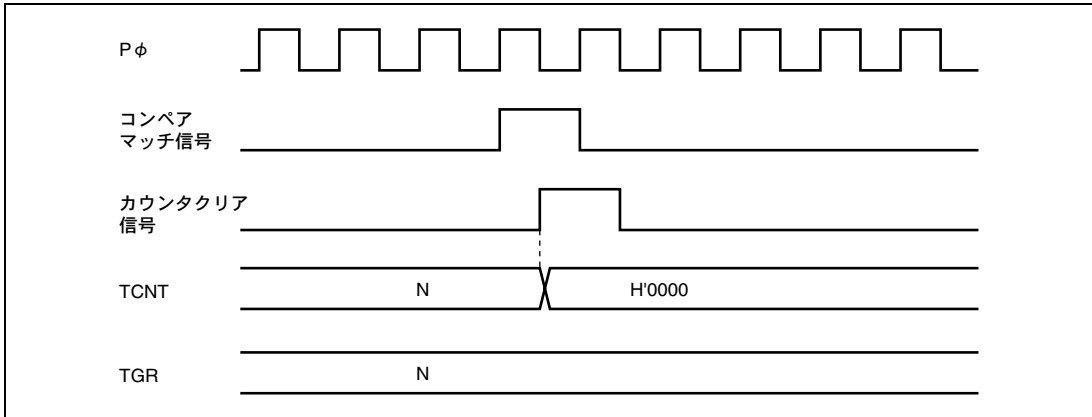 Pφ
コンペア
マッチ信号
カウンタクリア
信号
TCNT
N
H'0000
TGR
N